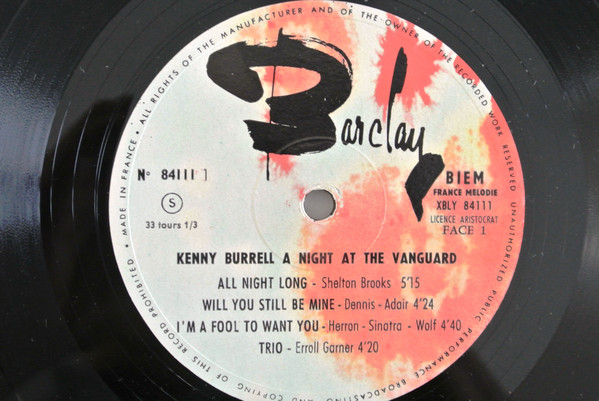 ALL RIGHTS OF THE MANUFACTURER AND OF THE OWNER OF THE RECORDED WORK RESERVED UNAUTHORIZED PUBLIC PERFORMANCE BROADCASTING AND COPYING OF THIS RECORD PROHIBITED • MADE IN FRANCE •
Barclay
N° 84111 1
S
33 tours 1/3
BIEM
FRANCE MELODIE
XBLY 84111
LICENCE ARISTOCRAT
FACE 1
KENNY BURRELL A NIGHT AT THE VANGUARD
ALL NIGHT LONG - Shelton Brooks 5'15
WILL YOU STILL BE MINE - Dennis - Adair 4'24
I'M A FOOL TO WANT YOU - Herron - Sinatra - Wolf 4'40
TRIO - Erroll Garner 4'20